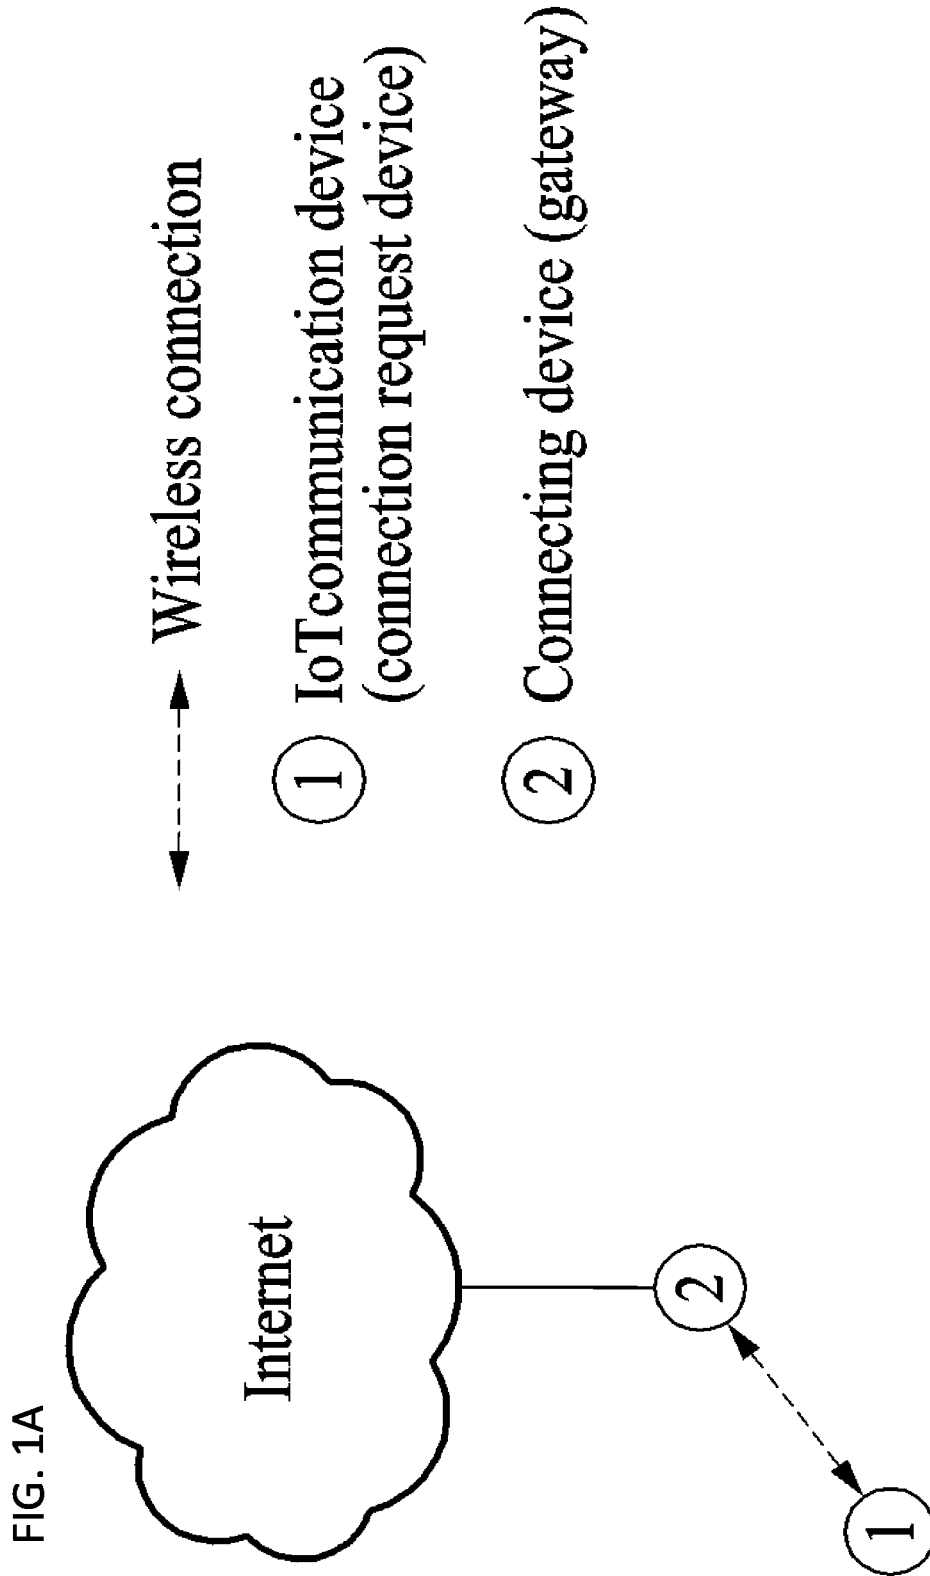 FIG. 1A
Internet
2
1
Wireless connection
1 IoTcommunication device
(connection request device)
2 Connecting device (gateway)